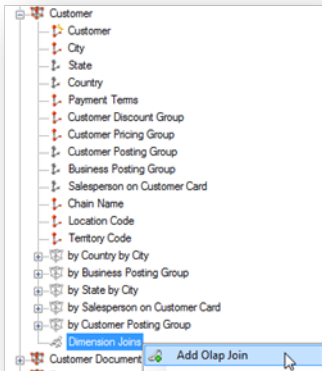 Customer
Customer
City
State
Country
Payment Terms
Customer Discount Group
Customer Pricing Group
Customer Posting Group
Business Posting Group
Salesperson on Customer Card
Chain Name
Location Code
Territory Code
by Country by City
by Business Posting Group
by State by City
by Salesperson on Customer Card
by Customer Posting Group
Dimension Joins
Add Olap Join
Customer Document